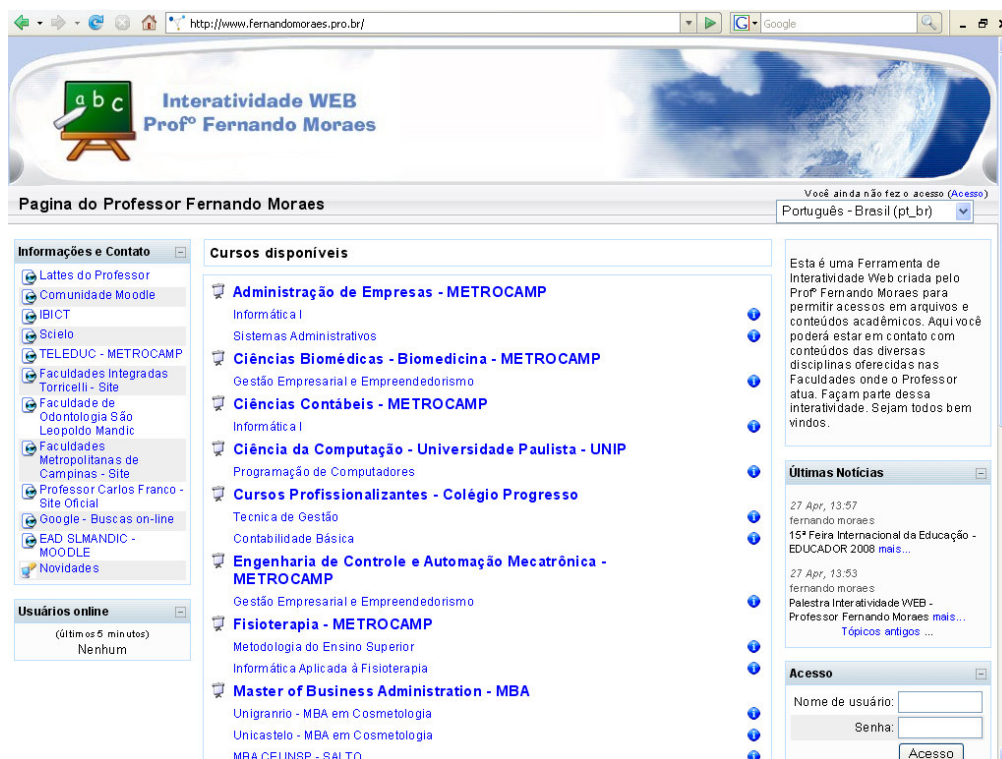 http://www.fernandomoraes.pro.br/
Google
a b c
Interatividade WEB
Profº Fernando Moraes
Você ainda não fez o acesso (Acesso)
Pagina do Professor Fernando Moraes
Português - Brasil (pt_br)
Informações e Contato
Lattes do Professor
Comunidade Moodle
IBICT
Scielo
TELEDUC - METROCAMP
Faculdades Integradas
Torricelli - Site
Faculdade de
Odontologia São
Leopoldo Mandic
Faculdades
Metropolitanas de
Campinas - Site
Professor Carlos Franco -
Site Oficial
Google - Buscas on-line
EAD SLMANDIC -
MOODLE
Novidades
Usuários online
(últimos 5 minutos)
Nenhum
Cursos disponíveis
Administração de Empresas - METROCAMP
Informática I
Sistemas Administrativos
Ciências Biomédicas - Biomedicina - METROCAMP
Gestão Empresarial e Empreendedorismo
Ciências Contábeis - METROCAMP
Informática I
Ciência da Computação - Universidade Paulista - UNIP
Programação de Computadores
Cursos Profissionalizantes - Colégio Progresso
Tecnica de Gestão
Contabilidade Básica
Engenharia de Controle e Automação Mecatrônica -
METROCAMP
Gestão Empresarial e Empreendedorismo
Fisioterapia - METROCAMP
Metodologia do Ensino Superior
Informática Aplicada à Fisioterapia
Master of Business Administration - MBA
Unigranrio - MBA em Cosmetologia
Unicastelo - MBA em Cosmetologia
MBA CEUNSP - SALTO
Esta é uma Ferramenta de
Interatividade Web criada pelo
Profº Fernando Moraes para
permitir acessos em arquivos e
conteúdos acadêmicos. Aqui você
poderá estar em contato com
conteúdos das diversas
disciplinas oferecidas nas
Faculdades onde o Professor
atua. Façam parte dessa
interatividade. Sejam todos bem
vindos.
Últimas Notícias
27 Apr, 13:57
fernando moraes
15ª Feira Internacional da Educação -
EDUCADOR 2008 mais...
27 Apr, 13:53
fernando moraes
Palestra Interatividade WEB -
Professor Fernando Moraes mais...
Tópicos antigos ...
Acesso
Nome de usuário:
Senha:
Acesso